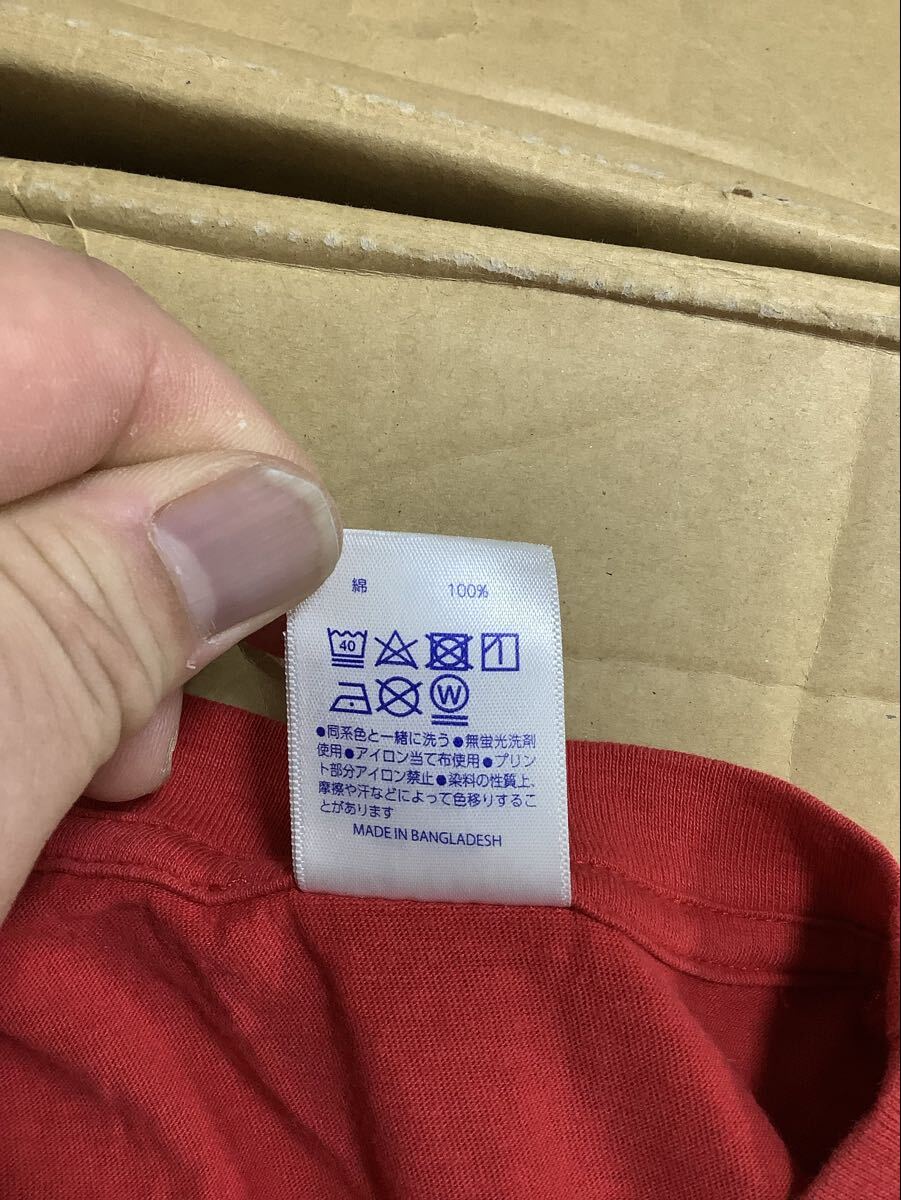 綿 100%
40
W
●同系色と一緒に洗う●無蛍光洗剤
使用●アイロン当て布使用●プリン
ト部分アイロン禁止●染料の性質上、
摩擦や汗などによって色移りするこ
とがあります
MADE IN BANGLADESH